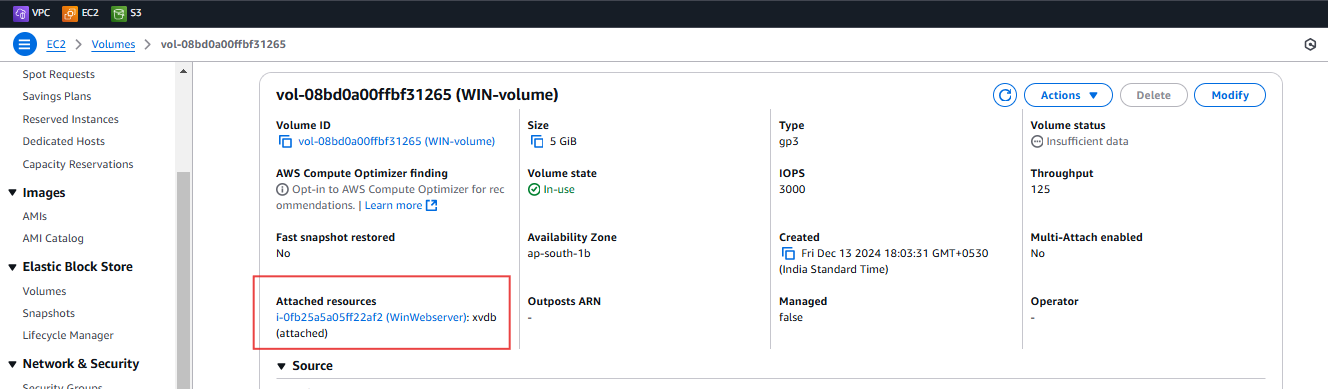 VPC EC2 S3
EC2 > Volumes > vol-08bd0a00ffbf31265
Spot Requests
Savings Plans
Reserved Instances
Dedicated Hosts
Capacity Reservations
Images
AMIs
AMI Catalog
Elastic Block Store
Volumes
Snapshots
Lifecycle Manager
Network & Security
Security Groups
vol-08bd0a00ffbf31265 (WIN-volume)
Actions
Delete
Modify
Volume ID
vol-08bd0a00ffbf31265 (WIN-volume)
Size
5 GiB
Type
gp3
Volume status
Insufficient data
AWS Compute Optimizer finding
Opt-in to AWS Compute Optimizer for rec
ommendations. | Learn more
Volume state
In-use
IOPS
3000
Throughput
125
Fast snapshot restored
No
Availability Zone
ap-south-1b
Created
Fri Dec 13 2024 18:03:31 GMT+0530
(India Standard Time)
Multi-Attach enabled
No
Attached resources
i-0fb25a5a05ff22af2 (WinWebserver): xvdb
(attached)
Outposts ARN
-
Managed
false
Operator
-
Source